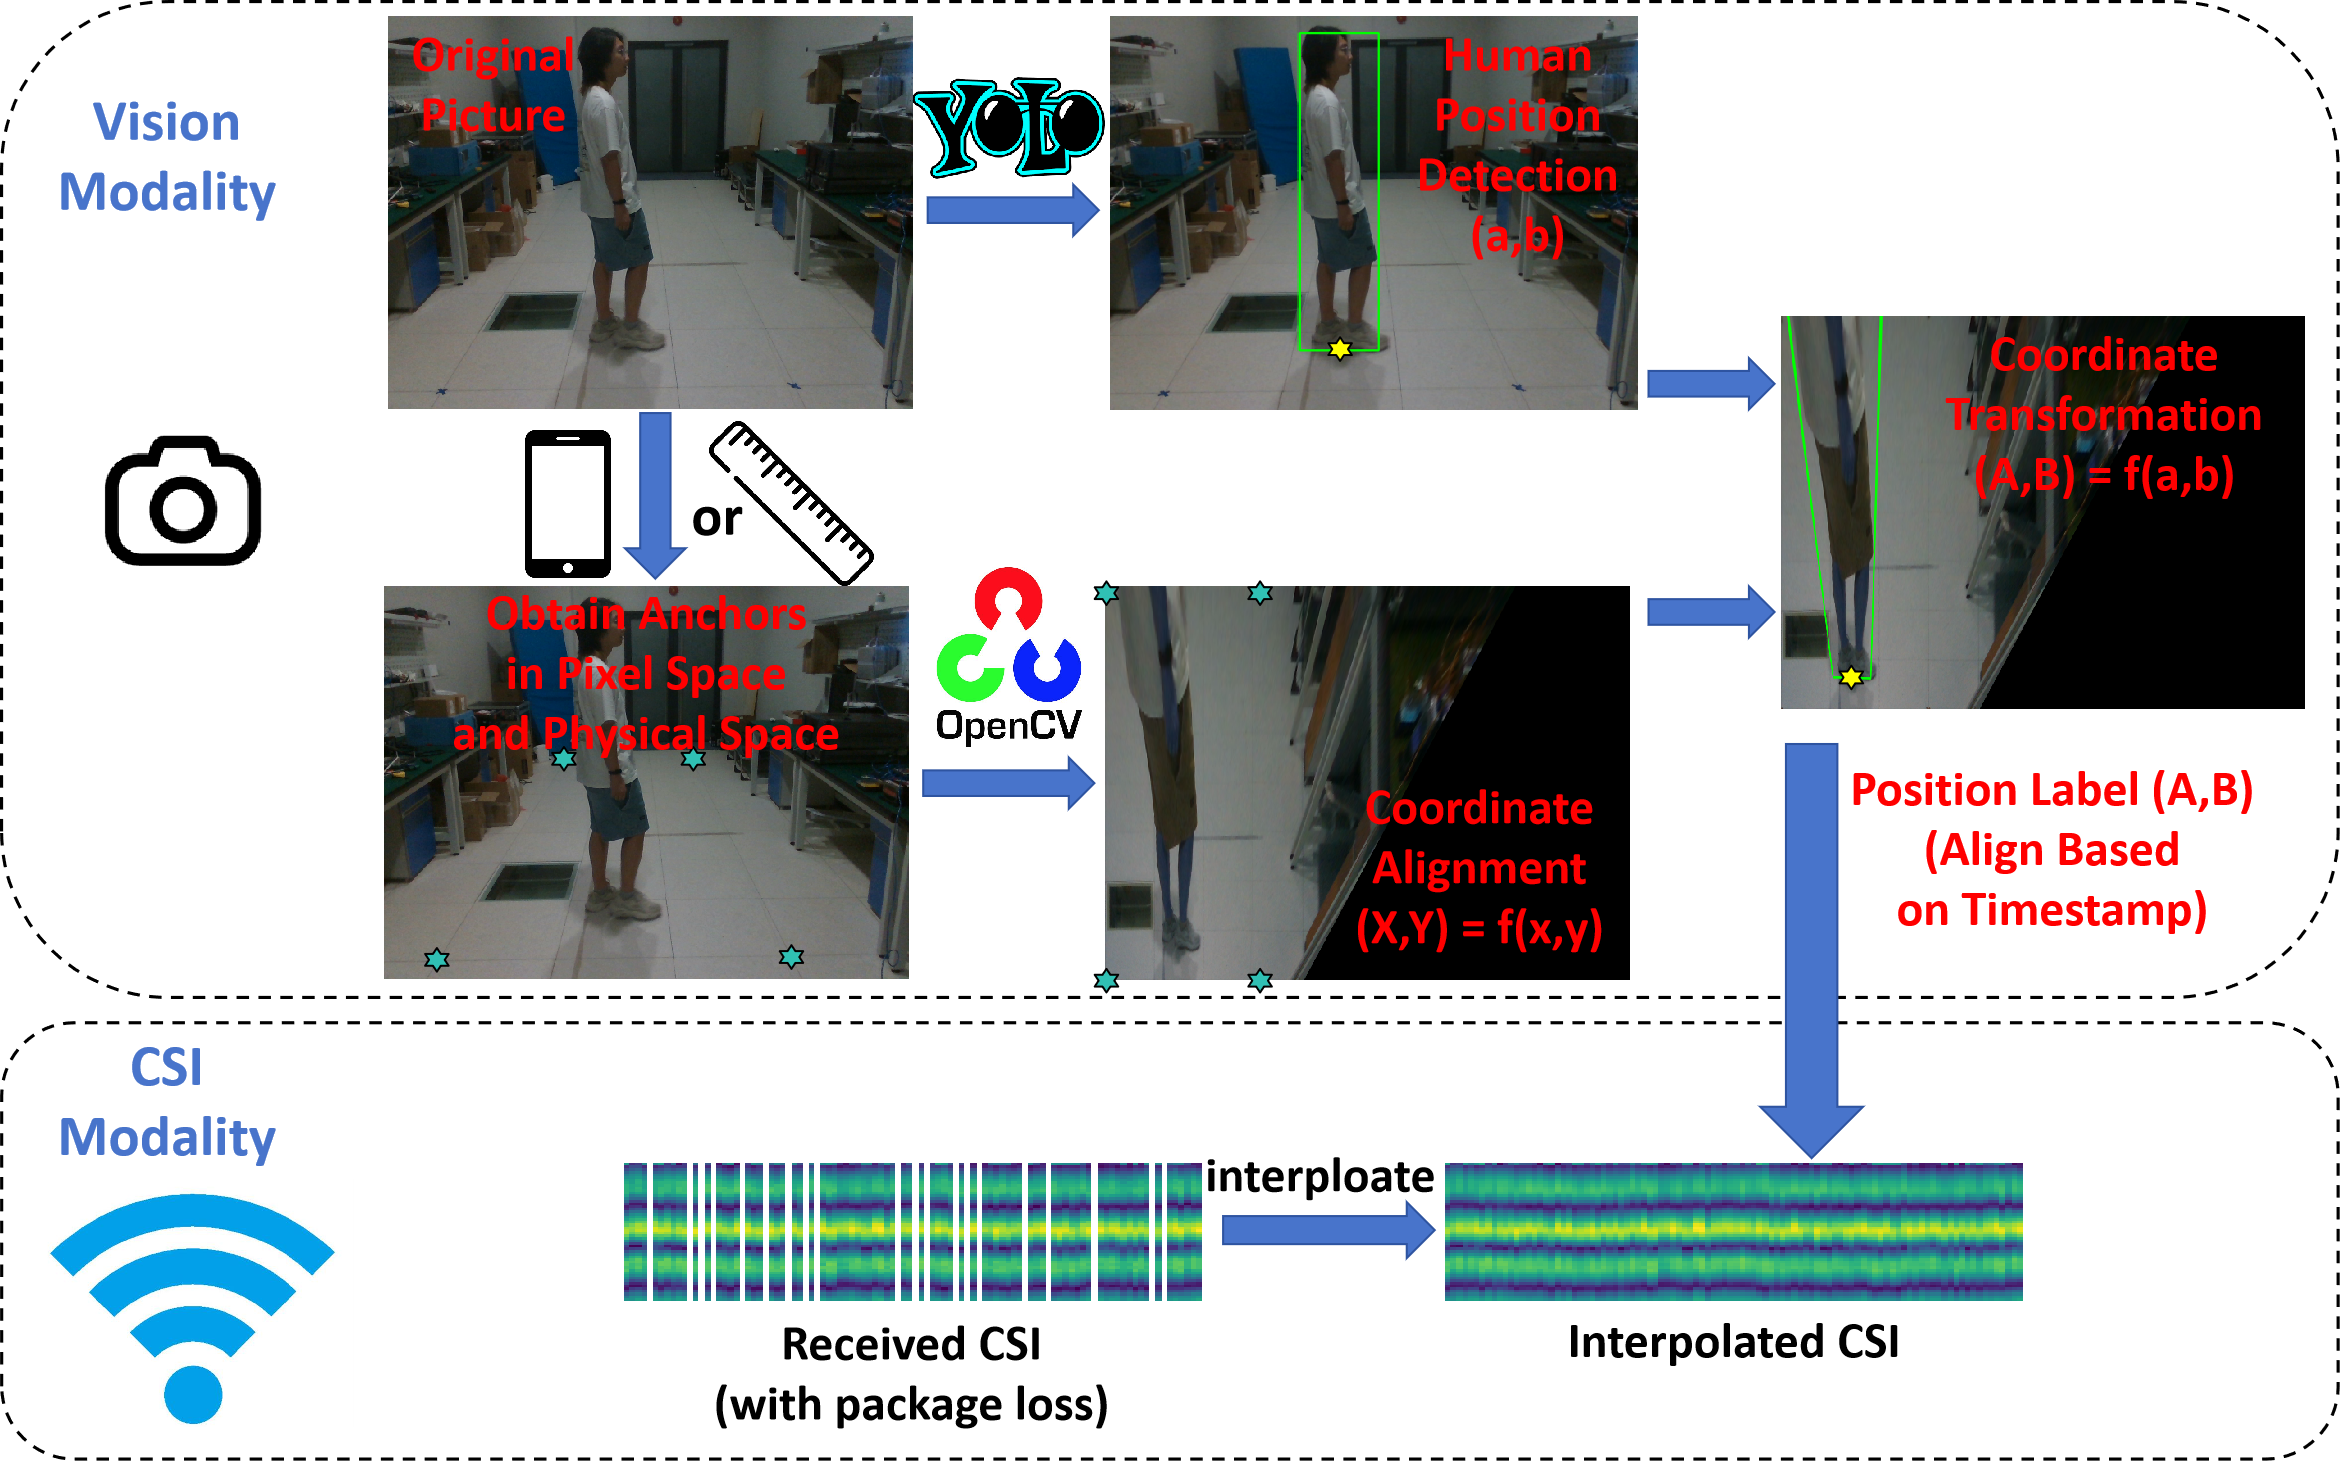 Vision
Modality
Original
Picture
YOLO
Human
Position
Detection
(a,b)
Coordinate
Transformation
(A,B) = f(a,b)
or
Obtain Anchors
in Pixel Space
and Physical Space
OpenCV
Coordinate
Alignment
(X,Y) = f(x,y)
Position Label (A,B)
(Align Based
on Timestamp)
CSI
Modality
interploate
Received CSI
(with package loss)
Interpolated CSI